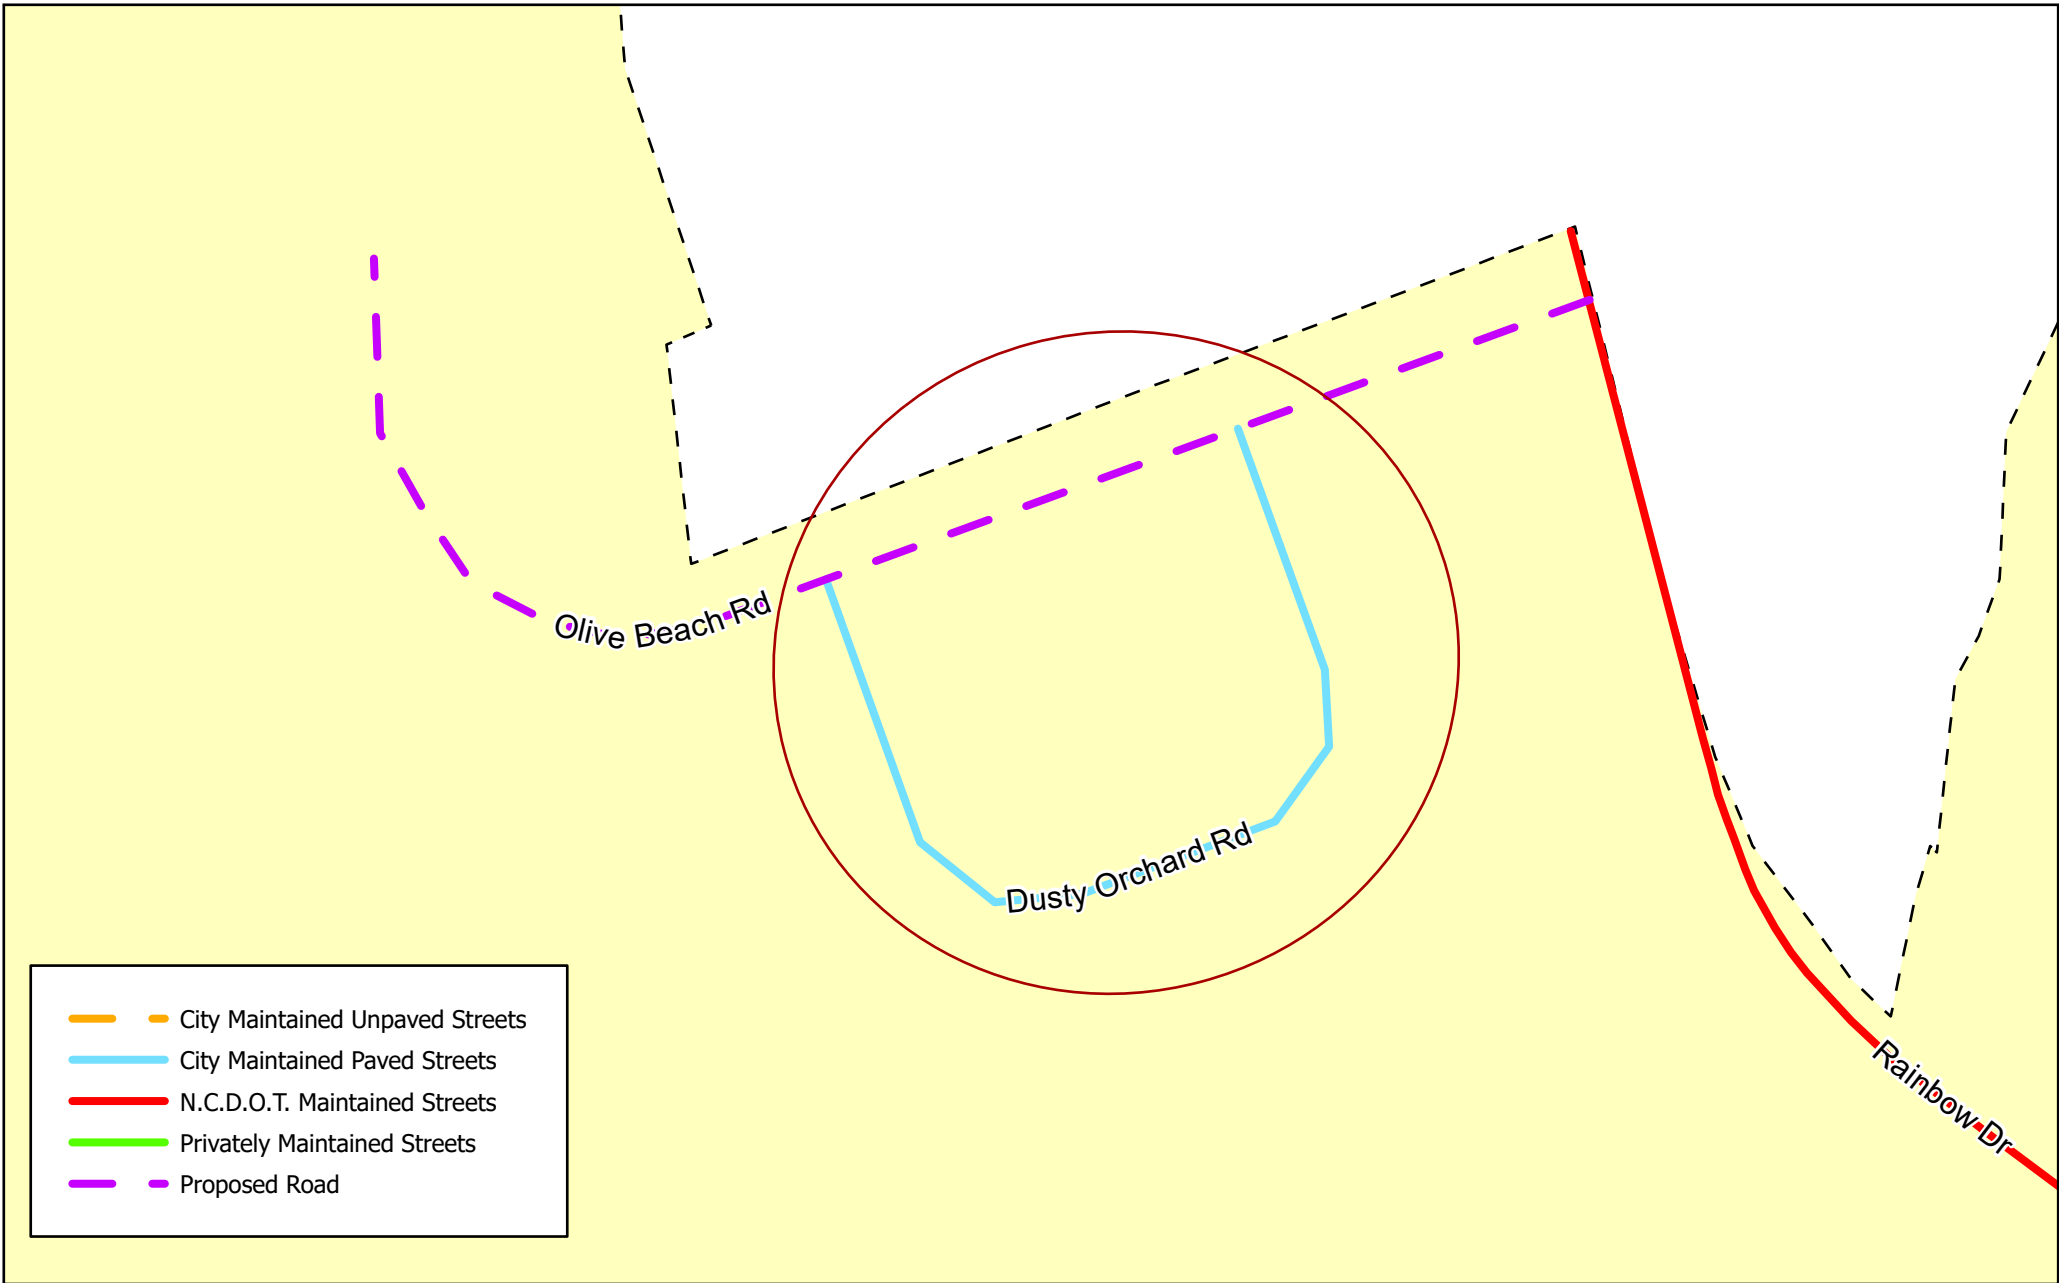 Olive Beach Rd
Dusty Orchard Rd
Rainbow Dr
City Maintained Unpaved Streets
City Maintained Paved Streets
N.C.D.O.T. Maintained Streets
Privately Maintained Streets
Proposed Road